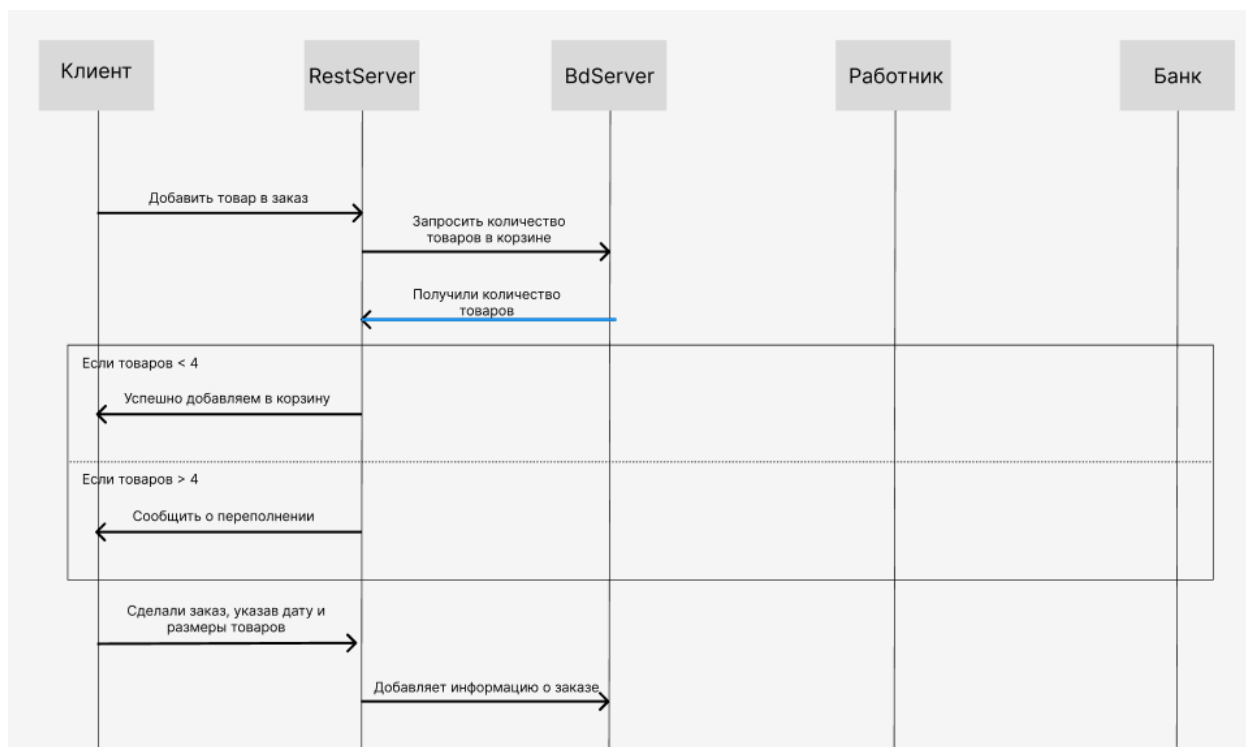 Клиент
RestServer
BdServer
Работник
Банк
Добавить товар в заказ
Запросить количество
товаров в корзине
Получили количество
товаров
Если товаров < 4
Успешно добавляем в корзину
Если товаров > 4
Сообщить о переполнении
Сделали заказ, указав дату и
размеры товаров
Добавляет информацию о заказе